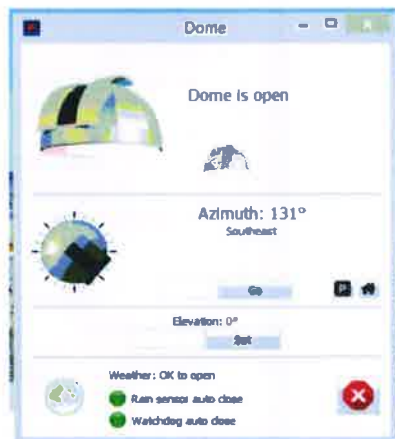 Dome
Dome is open
Azimuth: 131°
Southeast
Go
P
Elevation: 0°
Set
Weather: OK to open
Rain sensor auto close
Watchdog auto close